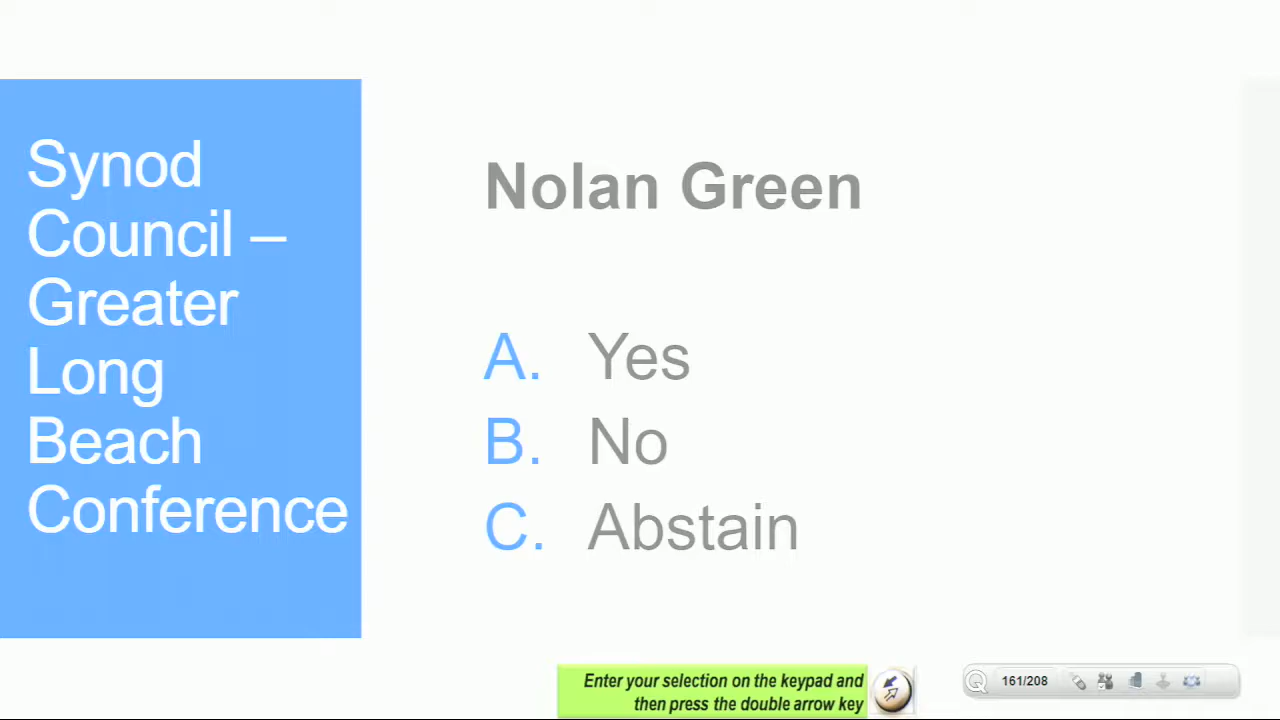 Synod
Council –
Greater
Long
Beach
Conference
Nolan Green
A. Yes
B. No
C. Abstain
Enter your selection on the keypad and
then press the double arrow key
161/208